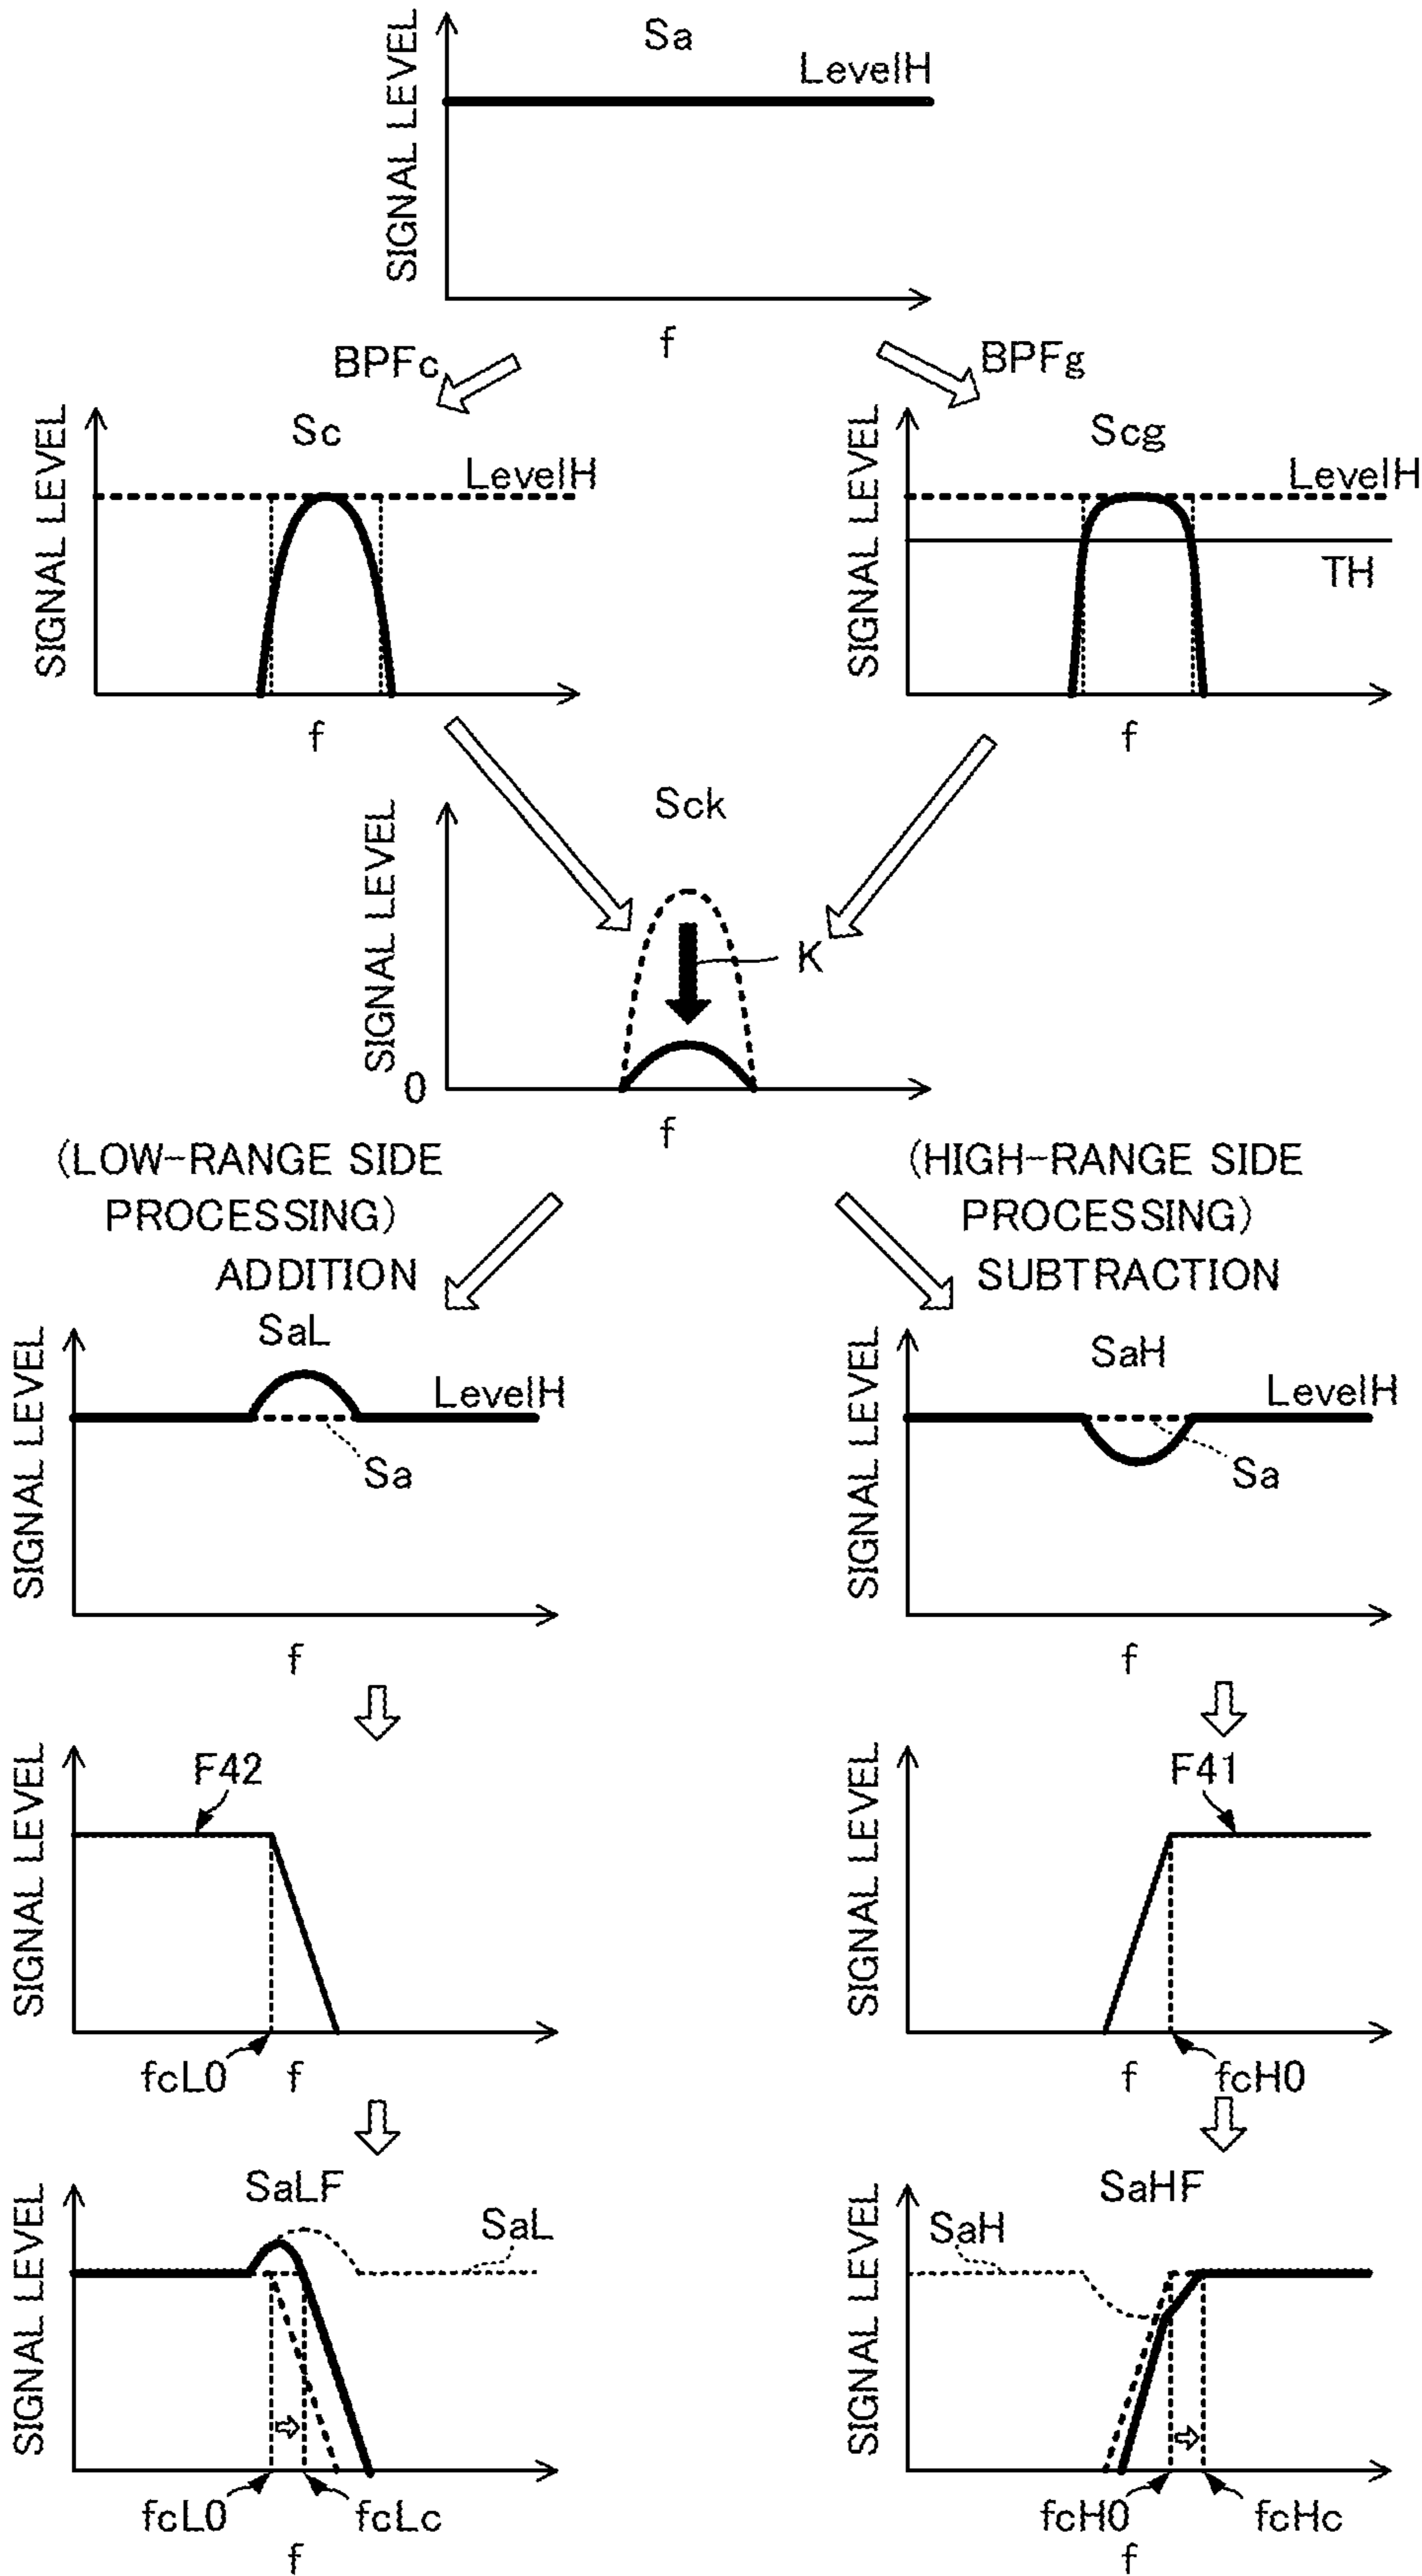 Sa
LevelH
SIGNAL LEVEL
f
BPFc
BPFg
Sc
LevelH
SIGNAL LEVEL
f
Scg
LevelH
TH
SIGNAL LEVEL
f
Sck
SIGNAL LEVEL
K
0
f
(LOW-RANGE SIDE
PROCESSING)
ADDITION
(HIGH-RANGE SIDE
PROCESSING)
SUBTRACTION
SaL
LevelH
Sa
SIGNAL LEVEL
f
SaH
LevelH
Sa
SIGNAL LEVEL
f
F42
SIGNAL LEVEL
fcL0
f
F41
SIGNAL LEVEL
f
fcH0
SaLF
SaL
SIGNAL LEVEL
fcL0
fcLc
f
SaHF
SaH
SIGNAL LEVEL
fcH0
fcHc
f